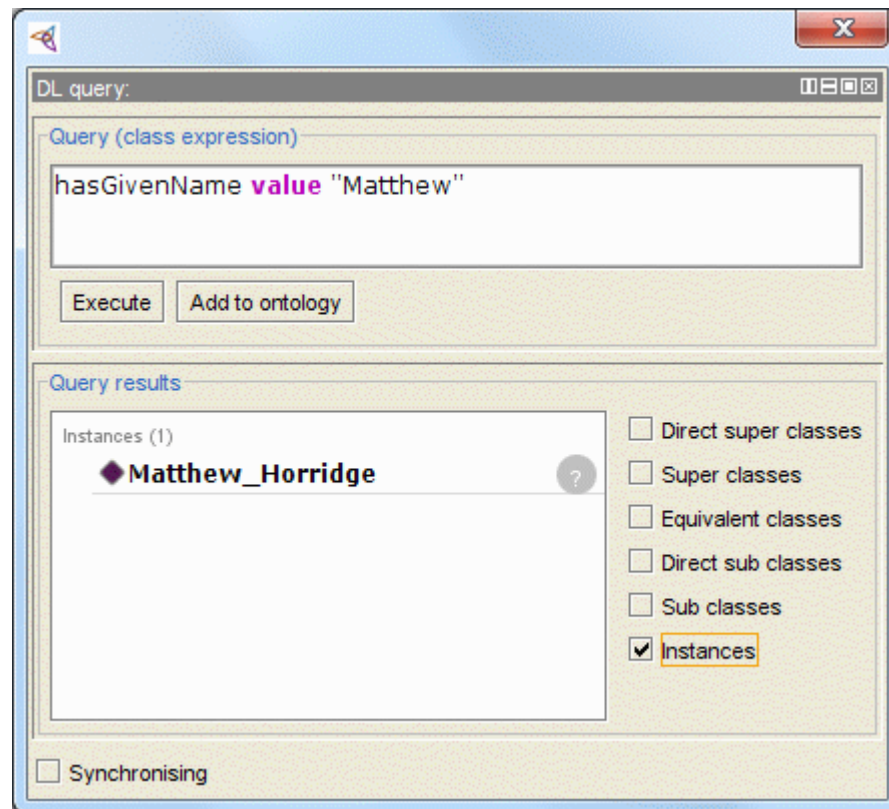 DL query:
Query (class expression)
hasGivenName value "Matthew"
Execute
Add to ontology
Query results
Instances (1)
Matthew_Horridge
?
Direct super classes
Super classes
Equivalent classes
Direct sub classes
Sub classes
Instances
Synchronising